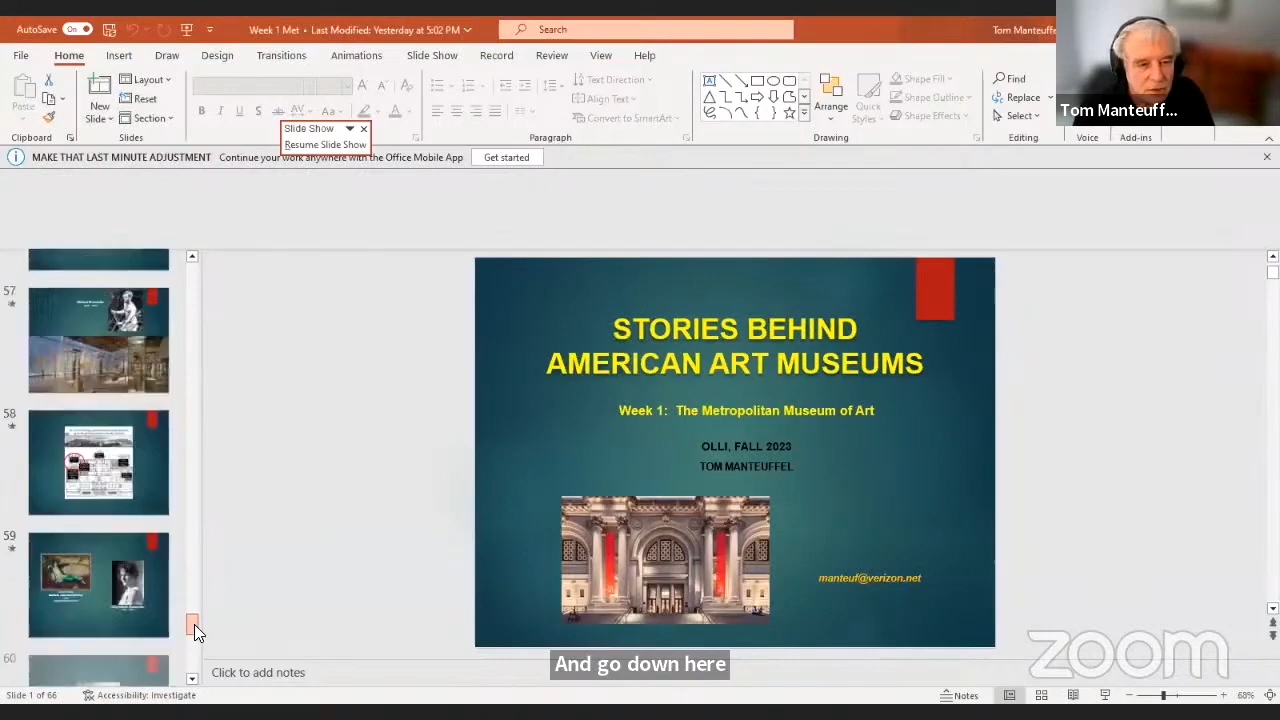 AutoSave On
Week 1 Met • Last Modified: Yesterday at 5:02 PM
Search
Tom Manteuffe
File Home Insert Draw Design Transitions Animations Slide Show Record Review View Help
Paste
Clipboard
New
Slide
Layout
Reset
Section
Slides
B I U S ab AV Aa A
Slide Show
Resume Slide Show
Text Direction
Align Text
Convert to SmartArt
Paragraph
Arrange
Quick
Styles
Shape Fill
Shape Outline
Shape Effects
Drawing
Find
Replace
Select
Editing
Voice
Add-ins
Tom Manteuff...
MAKE THAT LAST MINUTE ADJUSTMENT Continue your work anywhere with the Office Mobile App Get started
57
58
59
60
STORIES BEHIND
AMERICAN ART MUSEUMS
Week 1: The Metropolitan Museum of Art
OLLI, FALL 2023
TOM MANTEUFFEL
manteuf@verizon.net
zoom
And go down here
Click to add notes
Slide 1 of 66 Accessibility: Investigate Notes 68%